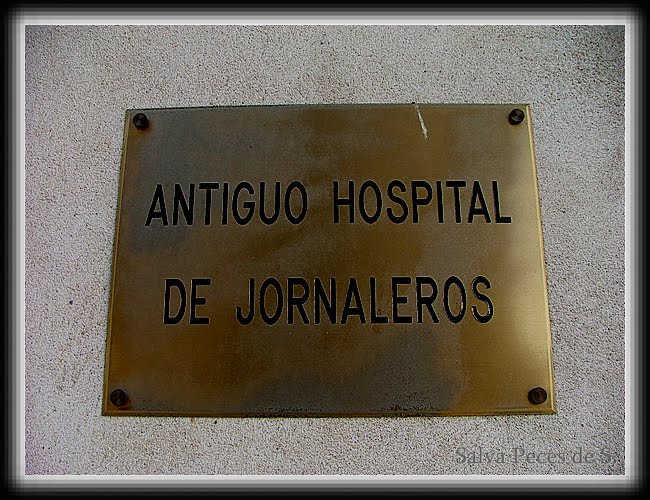 ANTIGUO HOSPITAL
DE JORNALEROS
Salva Peces de S.